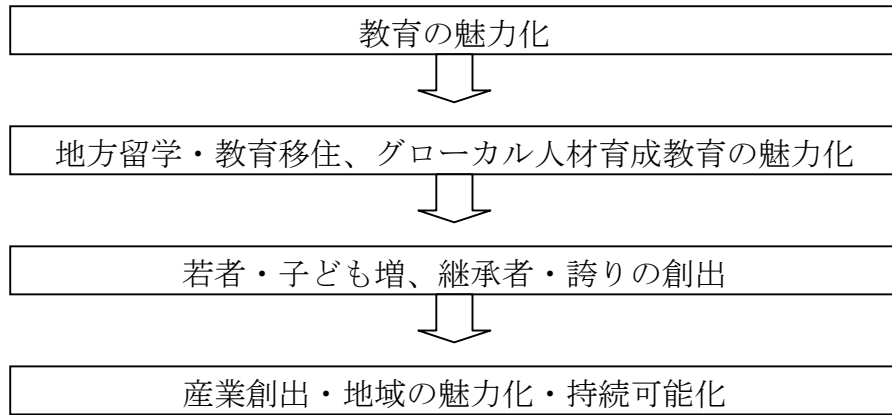 教育の魅力化
地方留学・教育移住、グローカル人材育成教育の魅力化
若者・子ども増、継承者・誇りの創出
産業創出・地域の魅力化・持続可能化